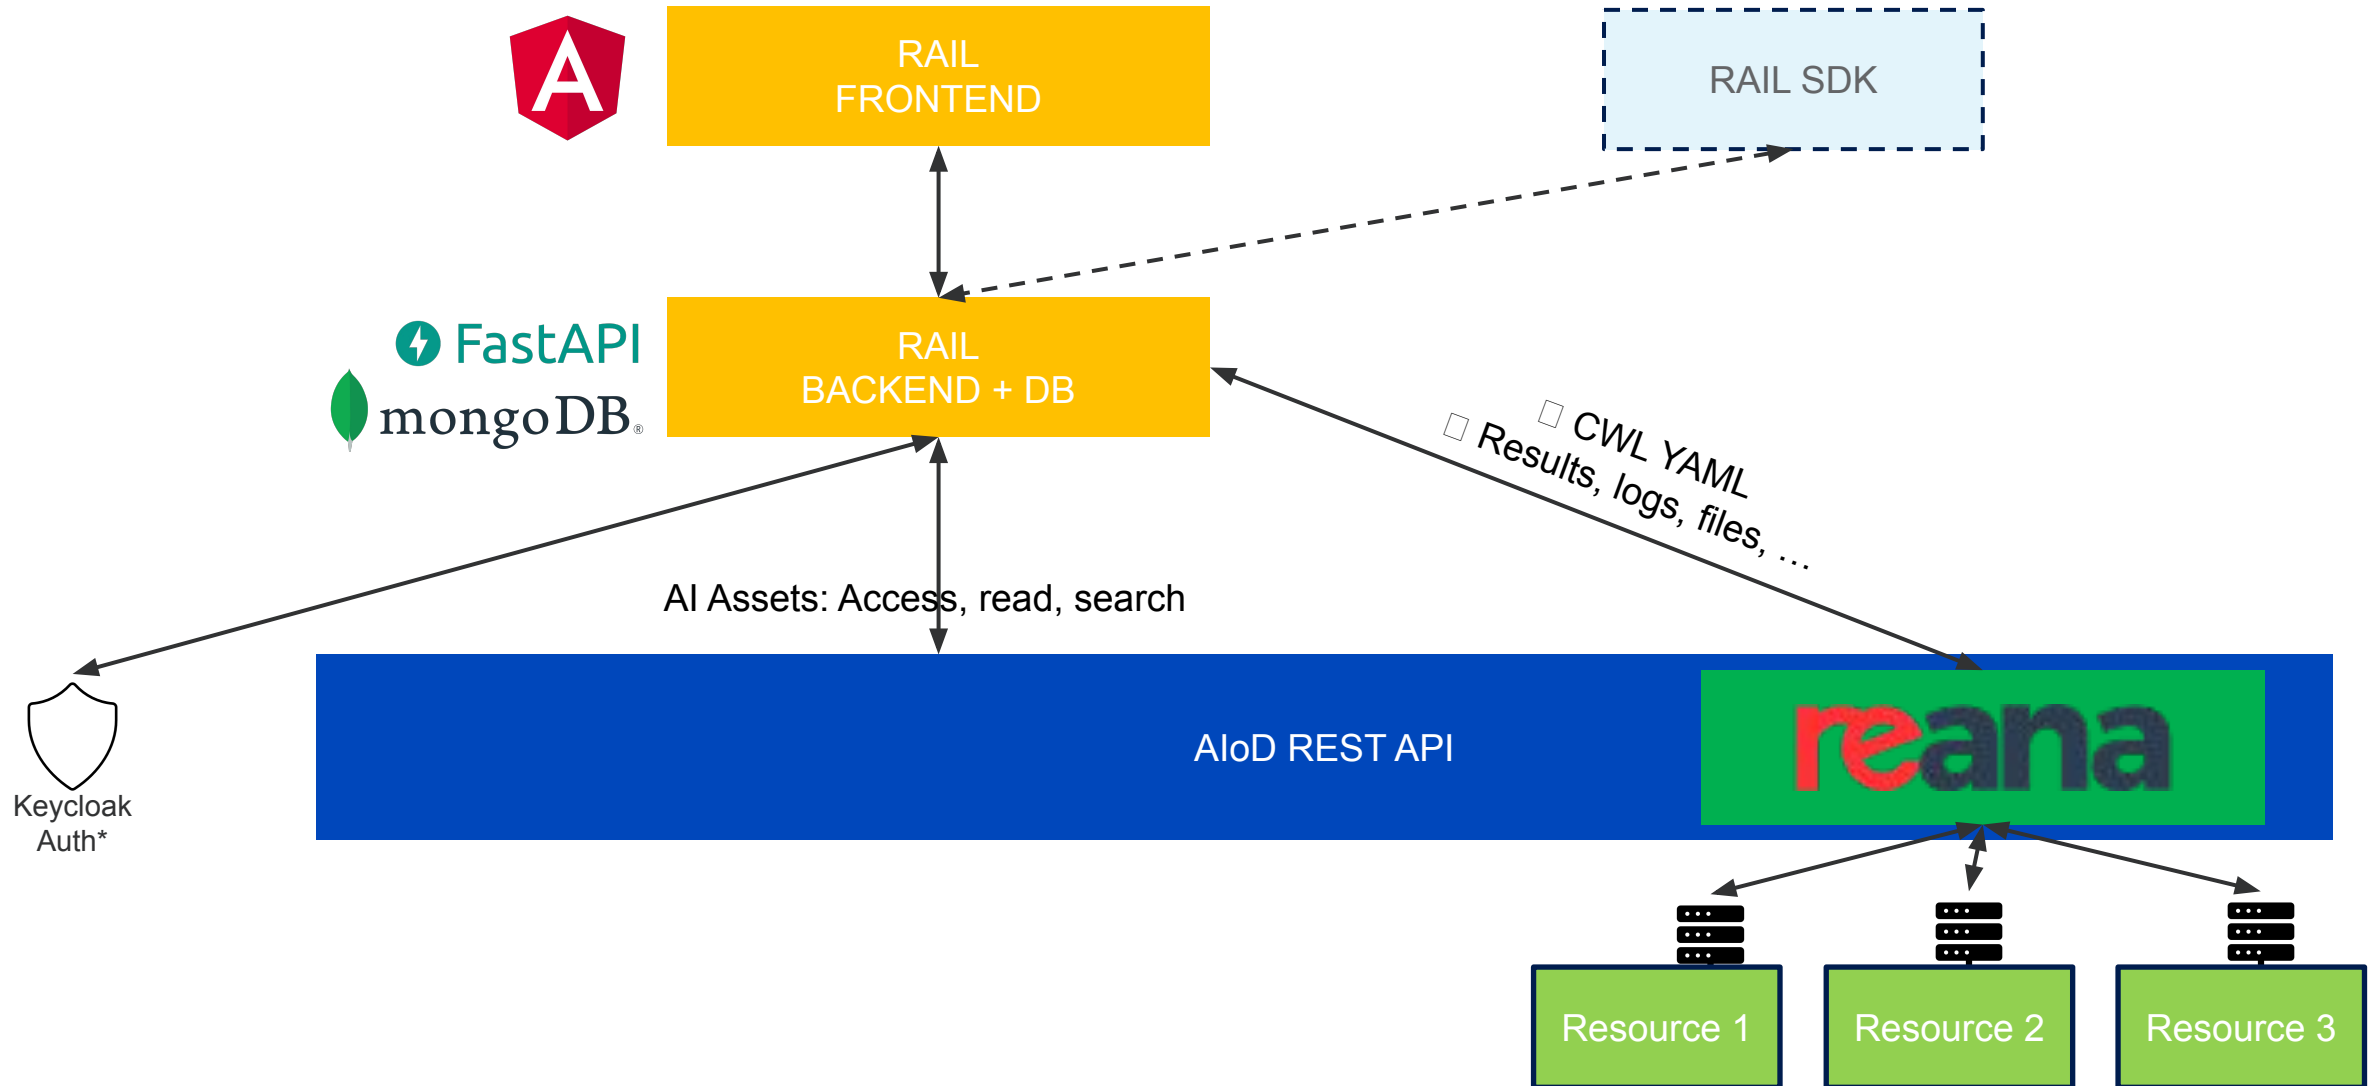 RAIL
FRONTEND
RAIL SDK
FastAPI
mongoDB®
RAIL
BACKEND + DB
CWL YAML
Results, logs, files, …
AI Assets: Access, read, search
AIoD REST API
reana
Keycloak
Auth*
Resource 1
Resource 2
Resource 3